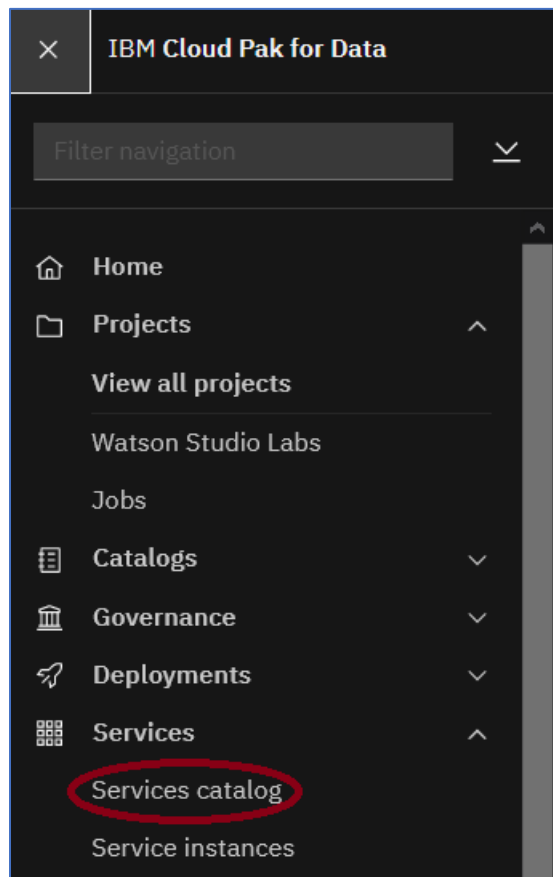 IBM Cloud Pak for Data
Filter navigation
Home
Projects
View all projects
Watson Studio Labs
Jobs
Catalogs
Governance
Deployments
Services
Services catalog
Service instances